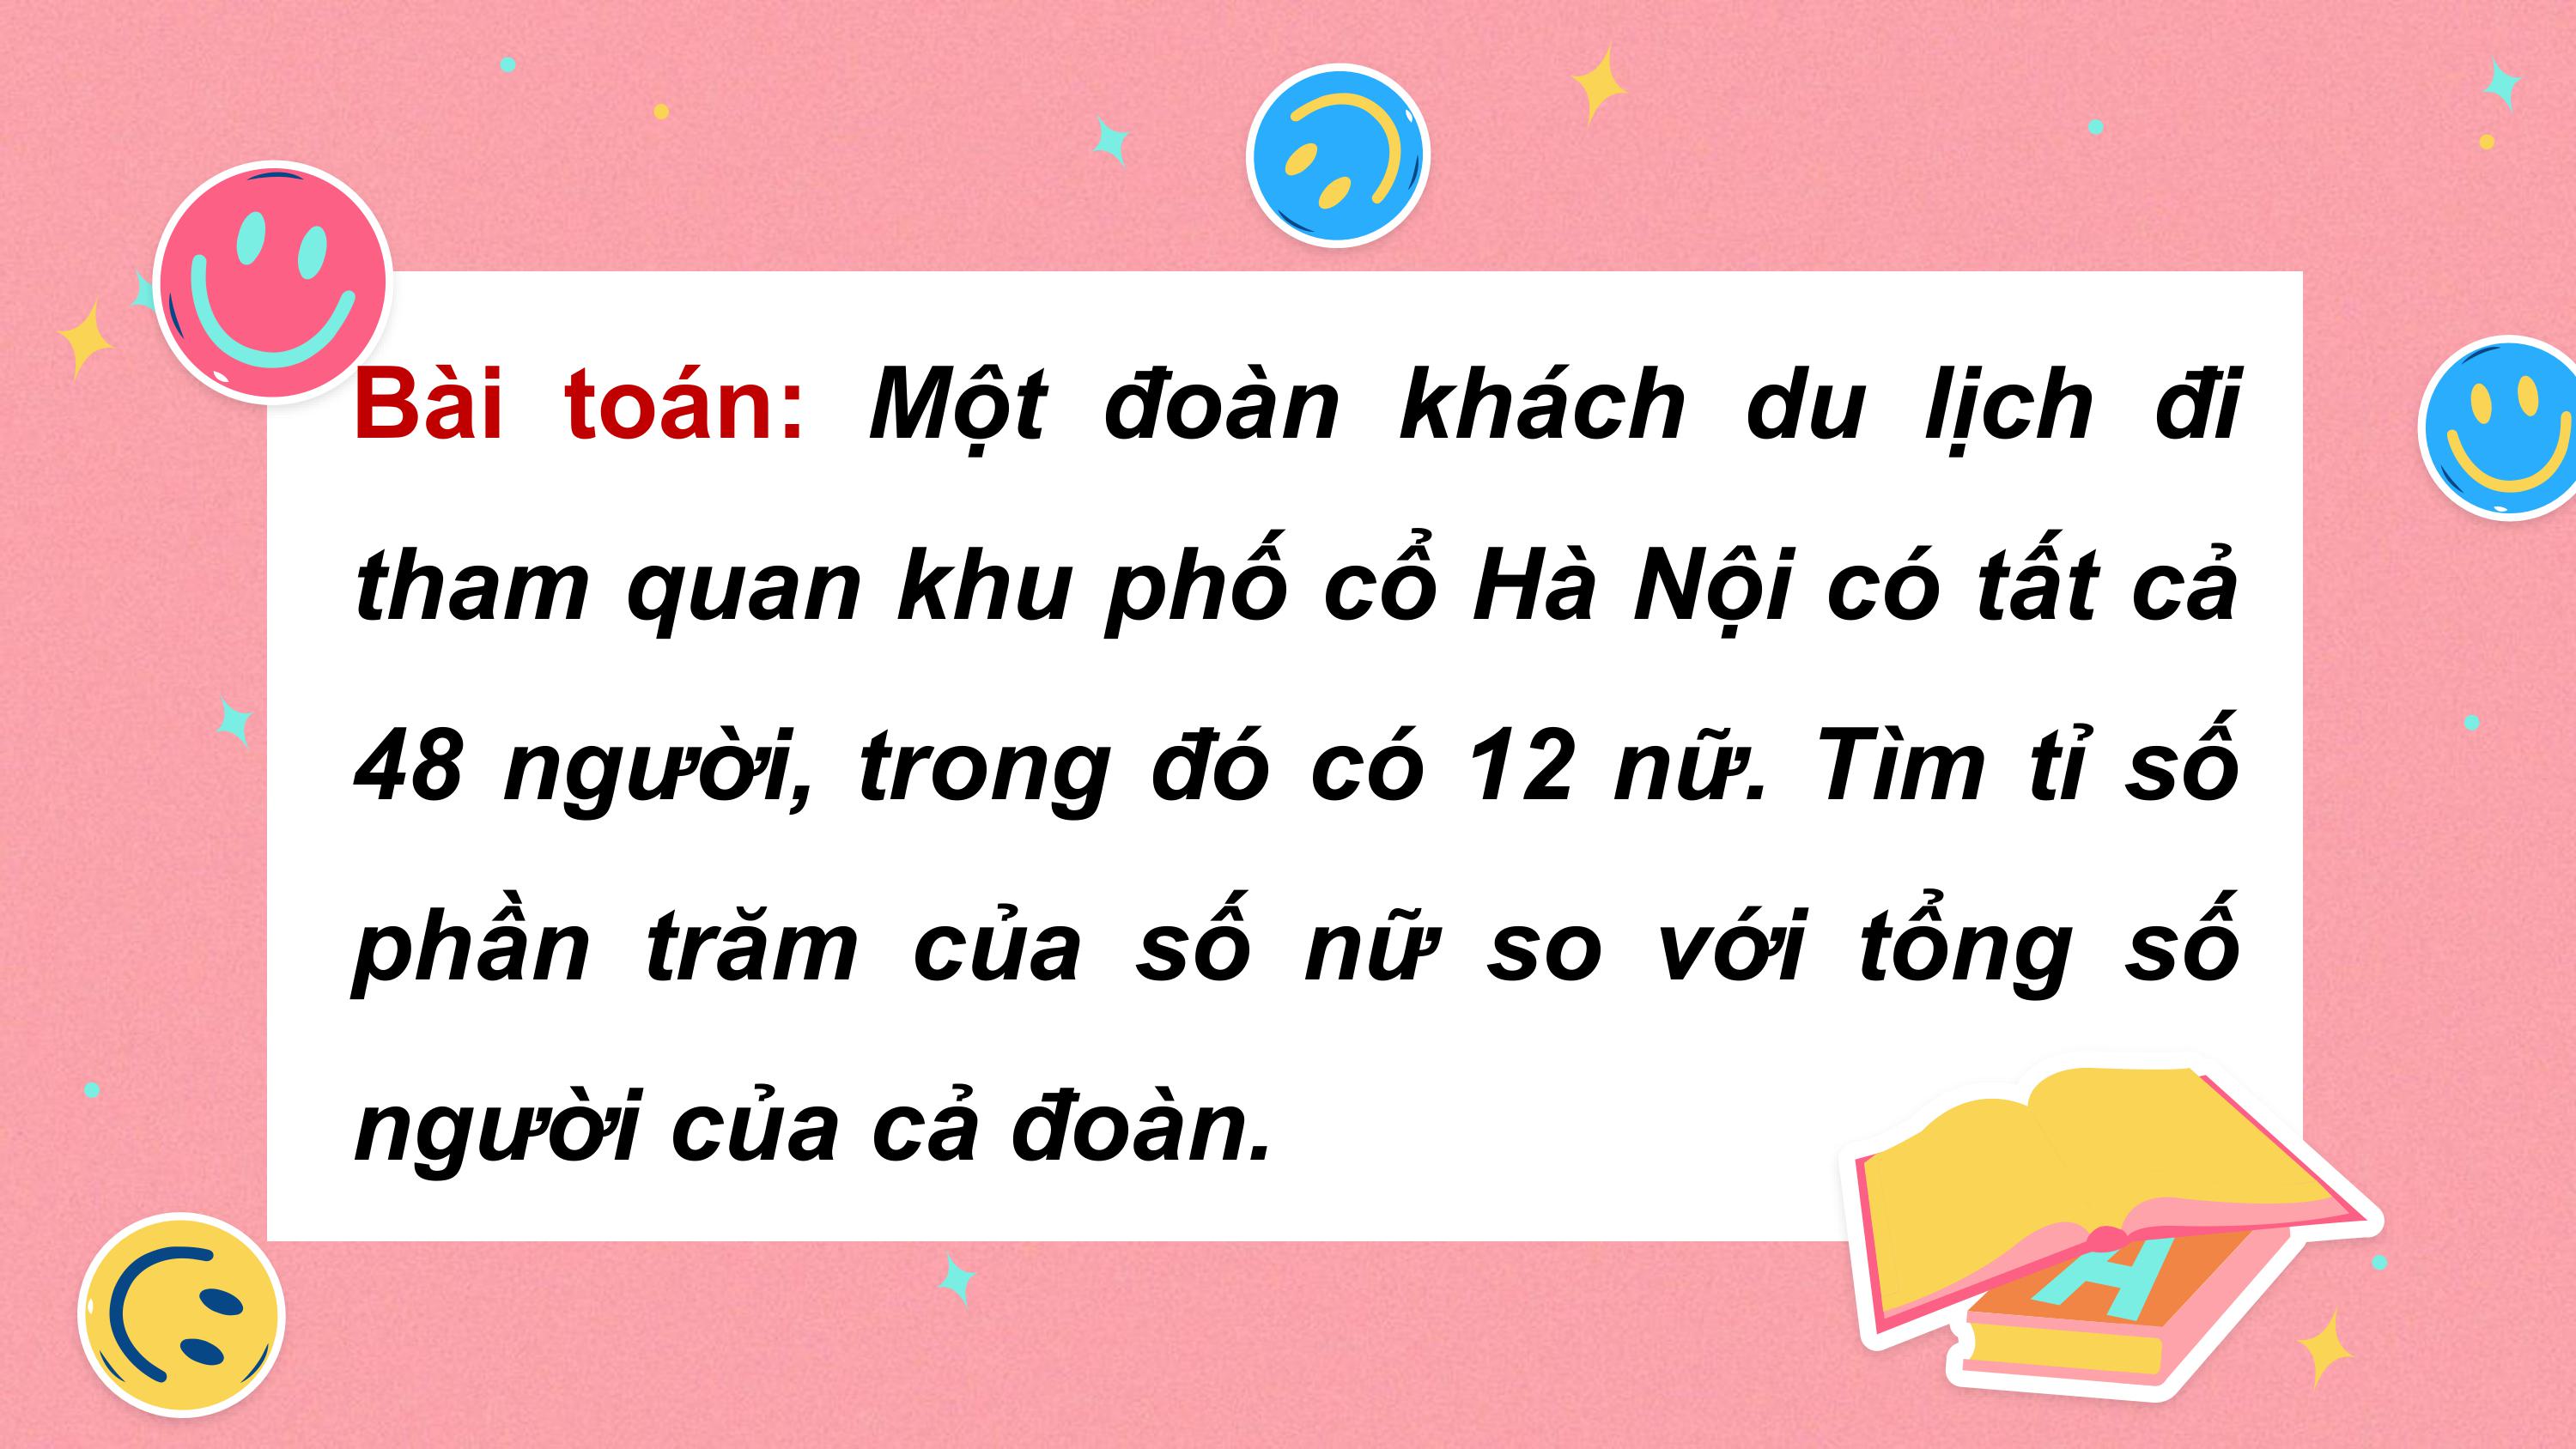 Bài toán: Một đoàn khách du lịch đi
tham quan khu phố cổ Hà Nội có tất cả
48 người, trong đó có 12 nữ. Tìm tỉ số
phần trăm của số nữ so với tổng số
người của cả đoàn.
A